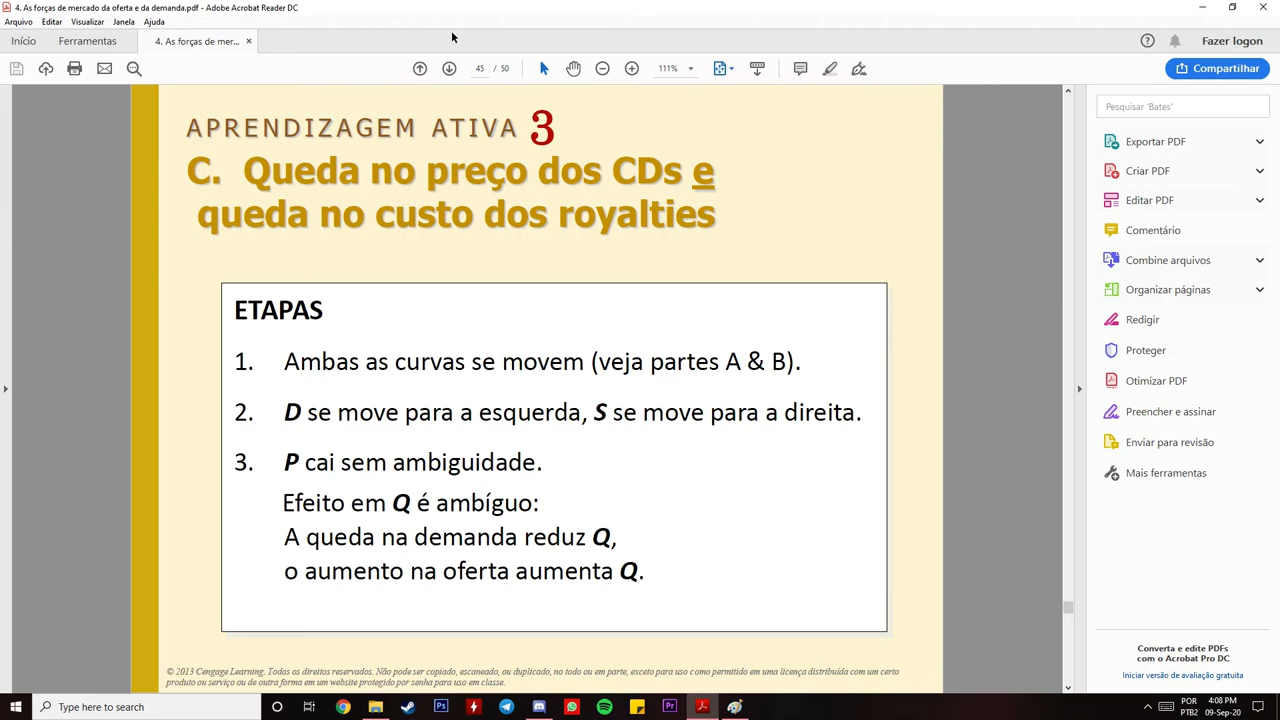 4. As forças de mercado da oferta e da demanda.pdf - Adobe Acrobat Reader DC
Arquivo Editar Visualizar Janela Ajuda
Início Ferramentas 4. As forças de mer... × Fazer logon
45 / 50 111% Compartilhar
APRENDIZAGEM ATIVA 3
C. Queda no preço dos CDs e
queda no custo dos royalties
ETAPAS
1. Ambas as curvas se movem (veja partes A & B).
2. D se move para a esquerda, S se move para a direita.
3. P cai sem ambiguidade.
Efeito em Q é ambíguo:
A queda na demanda reduz Q,
o aumento na oferta aumenta Q.
© 2013 Cengage Learning. Todos os direitos reservados. Não pode ser copiado, escaneado, ou duplicado, no todo ou em parte, exceto para uso como permitido em uma licença distribuída com um certo
produto ou serviço ou de outra forma em um website protegido por senha para uso em classe.
Pesquisar 'Bates'
Exportar PDF
Criar PDF
Editar PDF
Comentário
Combine arquivos
Organizar páginas
Redigir
Proteger
Otimizar PDF
Preencher e assinar
Enviar para revisão
Mais ferramentas
Converta e edite PDFs
com o Acrobat Pro DC
Iniciar versão de avaliação gratuita
Type here to search
POR
PTB2
4:08 PM
09-Sep-20